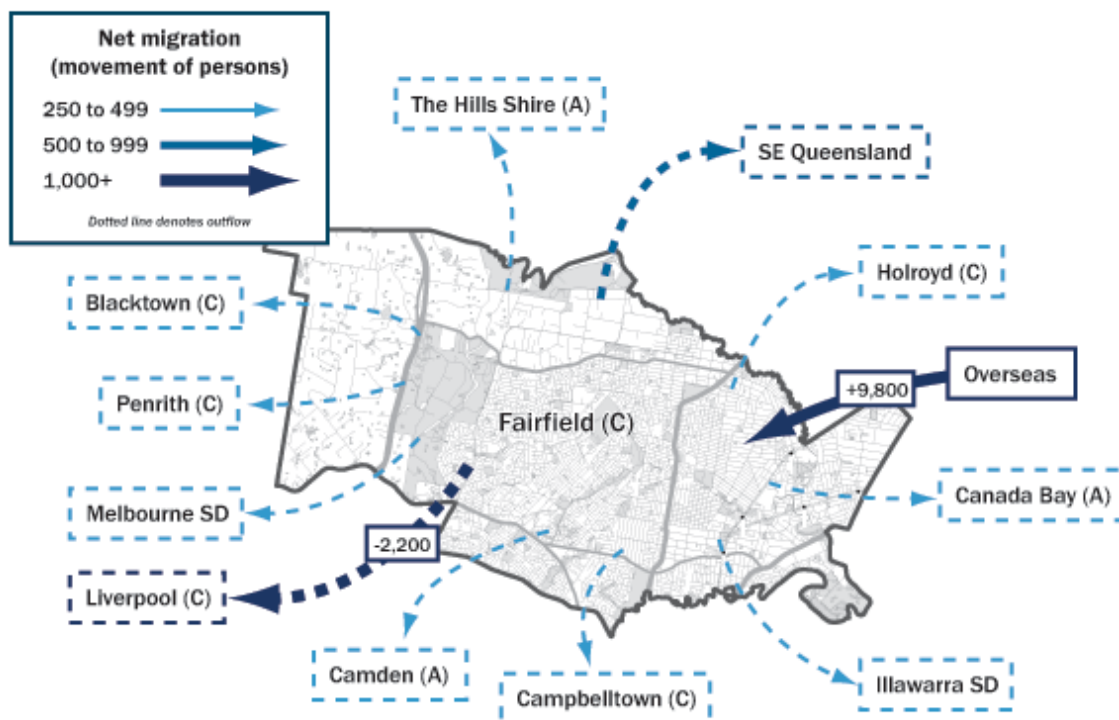 Net migration
(movement of persons)
250 to 499
500 to 999
1,000+
Dotted line denotes outflow
The Hills Shire (A)
SE Queensland
Holroyd (C)
Blacktown (C)
Overseas
+9,800
Penrith (C)
Fairfield (C)
Canada Bay (A)
Melbourne SD
-2,200
Liverpool (C)
Camden (A)
Campbelltown (C)
Illawarra SD